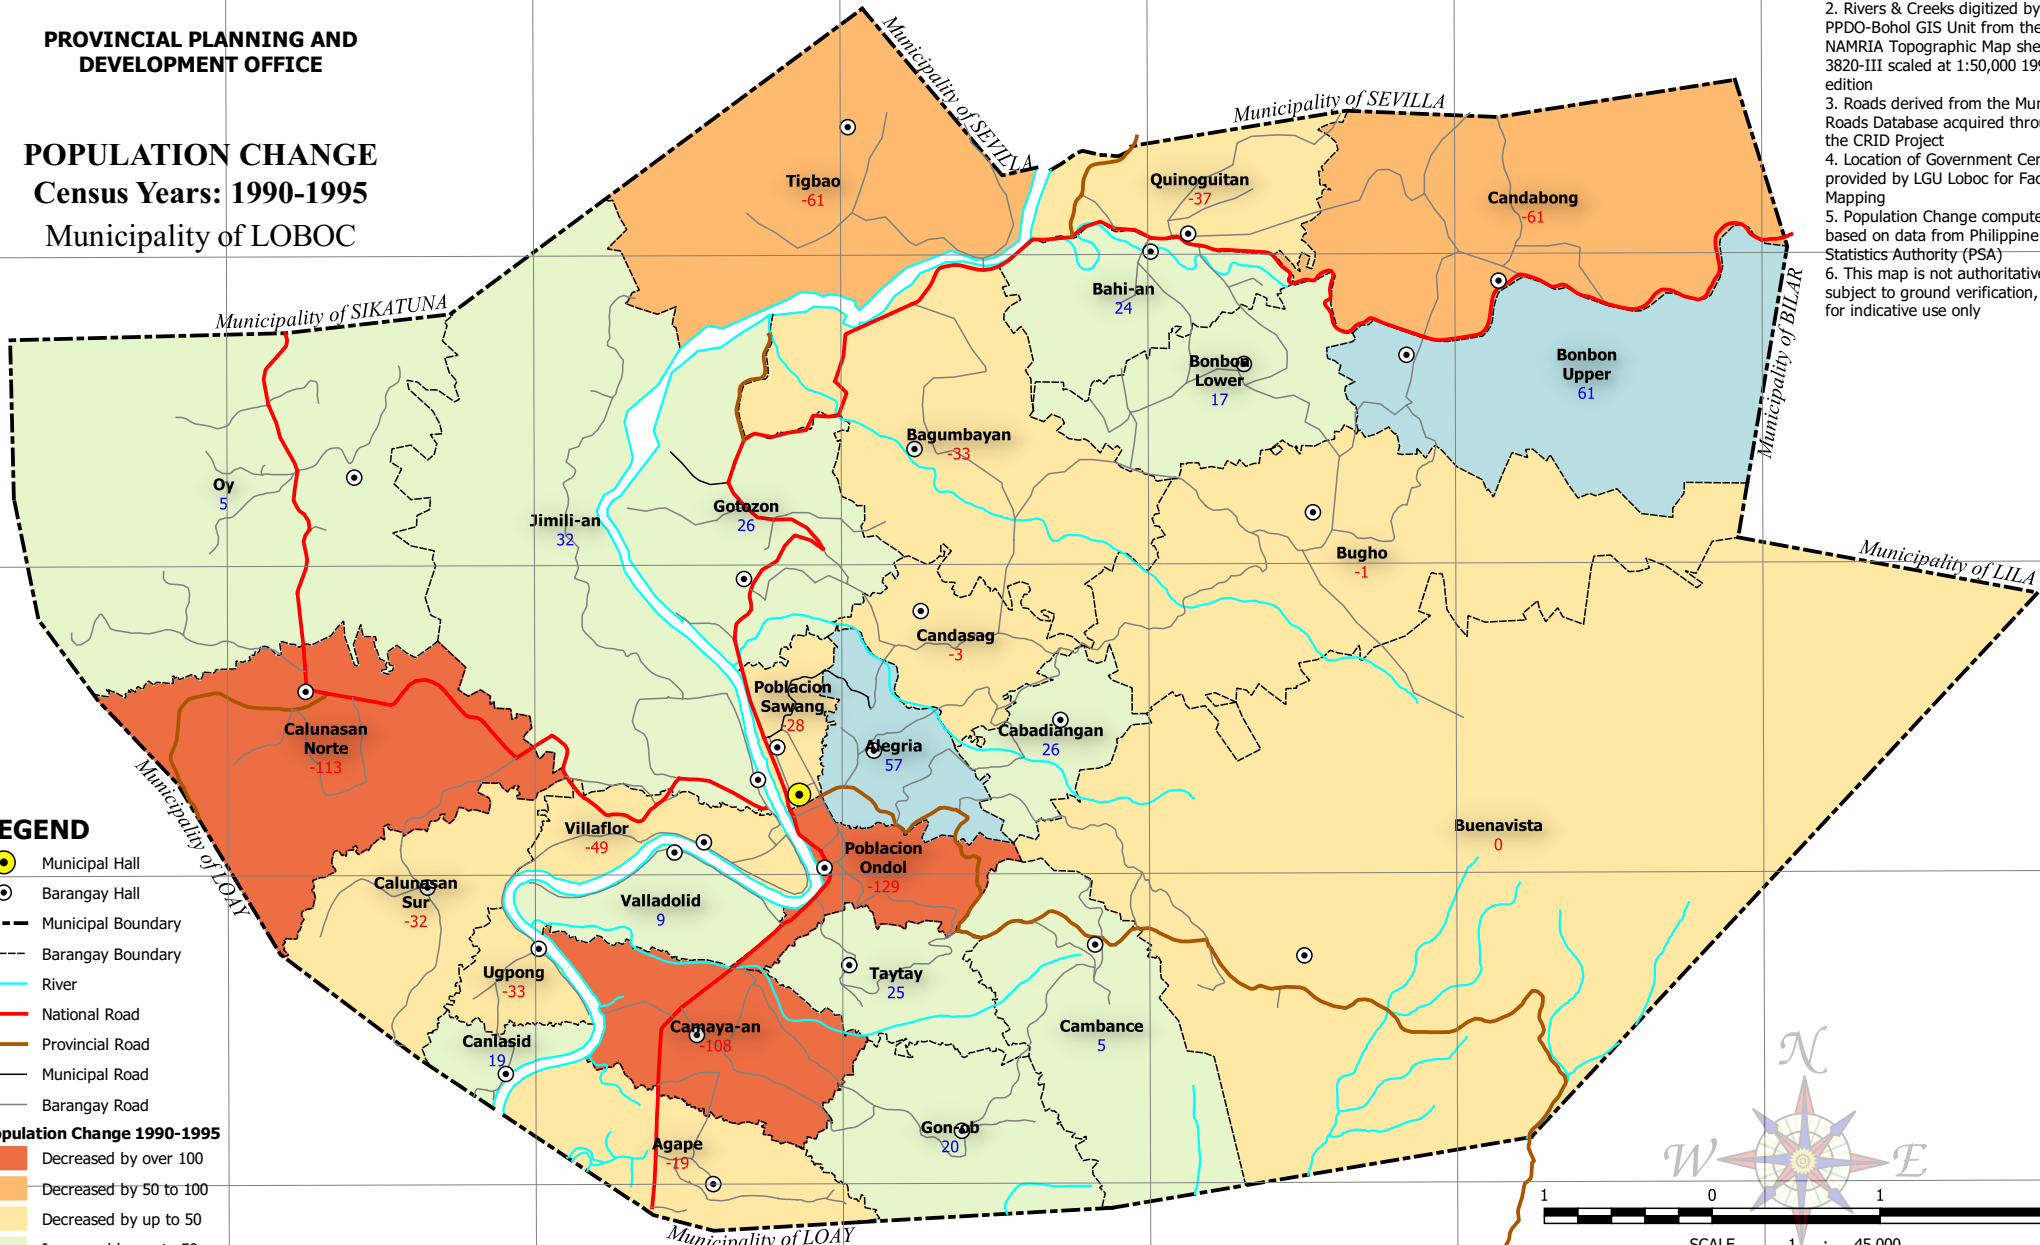 PROVINCIAL PLANNING AND
DEVELOPMENT OFFICE
POPULATION CHANGE
Census Years: 1990-1995
Municipality of LOBOC
2. Rivers & Creeks digitized by
PPDO-Bohol GIS Unit from the
NAMRIA Topographic Map she
3820-III scaled at 1:50,000 199
edition
3. Roads derived from the Mun
Roads Database acquired thro
the CRID Project
4. Location of Government Cen
provided by LGU Loboc for Fac
Mapping
5. Population Change compute
based on data from Philippine
Statistics Authority (PSA)
6. This map is not authoritative
subject to ground verification,
for indicative use only
Municipality of SEVILLA
Municipality of SEVILLA
Municipality of SIKATUNA
Municipality of BILAR
Municipality of LILA
Municipality of LOAY
Municipality of LOAY
Tigbao
-61
Quinoguitan
-37
Candabong
-61
Bahi-an
24
Bonbon
Lower
17
Bonbon
Upper
61
Bagumbayan
-33
Oy
5
Jimili-an
32
Gotozon
26
Bugho
-1
Candasag
-3
Poblacion
Sawang
-28
Alegria
57
Cabadiangan
26
Calunasan
Norte
-113
Villaflor
-49
Poblacion
Ondol
-129
Buenavista
0
Calunasan
Sur
-32
Valladolid
9
Ugpong
-33
Taytay
25
Canlasid
19
Camaya-an
-108
Cambance
5
Gon-ob
20
Agape
-19
EGEND
Municipal Hall
Barangay Hall
Municipal Boundary
Barangay Boundary
River
National Road
Provincial Road
Municipal Road
Barangay Road
opulation Change 1990-1995
Decreased by over 100
Decreased by 50 to 100
Decreased by up to 50
N
W E
1 0 1
SCALE 1 : 45,000